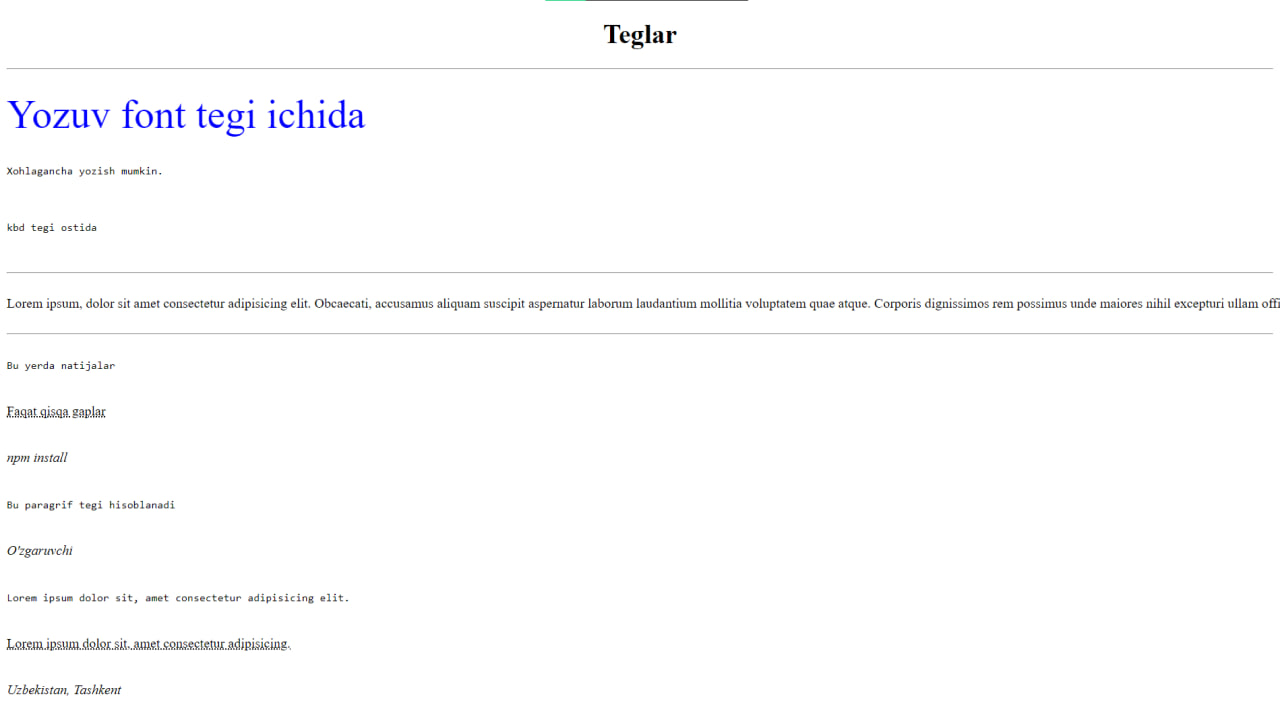 Teglar
Yozuv font tegi ichida
Xohlagancha yozish mumkin.
kbd tegi ostida
Lorem ipsum, dolor sit amet consectetur adipisicing elit. Obcaecati, accusamus aliquam suscipit aspernatur laborum laudantium mollitia voluptatem quae atque. Corporis dignissimos rem possimus unde maiores nihil excepturi ullam offi
Bu yerda natijalar
Faqat qisqa gaplar
npm install
Bu paragrif tegi hisoblanadi
O'zgaruvchi
Lorem ipsum dolor sit, amet consectetur adipisicing elit.
Lorem ipsum dolor sit, amet consectetur adipisicing.
Uzbekistan, Tashkent